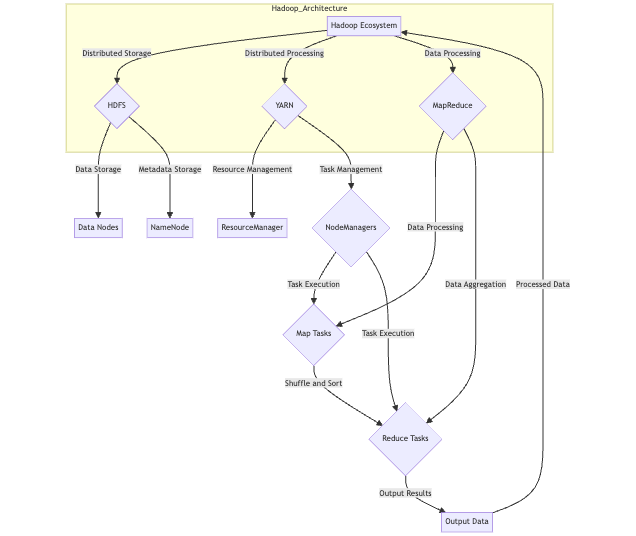 Hadoop_Architecture
Hadoop Ecosystem
Distributed Storage
Distributed Processing
Data Processing
HDFS
YARN
MapReduce
Data Storage
Metadata Storage
Resource Management
Task Management
Data Nodes
NameNode
ResourceManager
NodeManagers
Data Processing
Task Execution
Data Aggregation
Processed Data
Map Tasks
Task Execution
Shuffle and Sort
Reduce Tasks
Output Results
Output Data